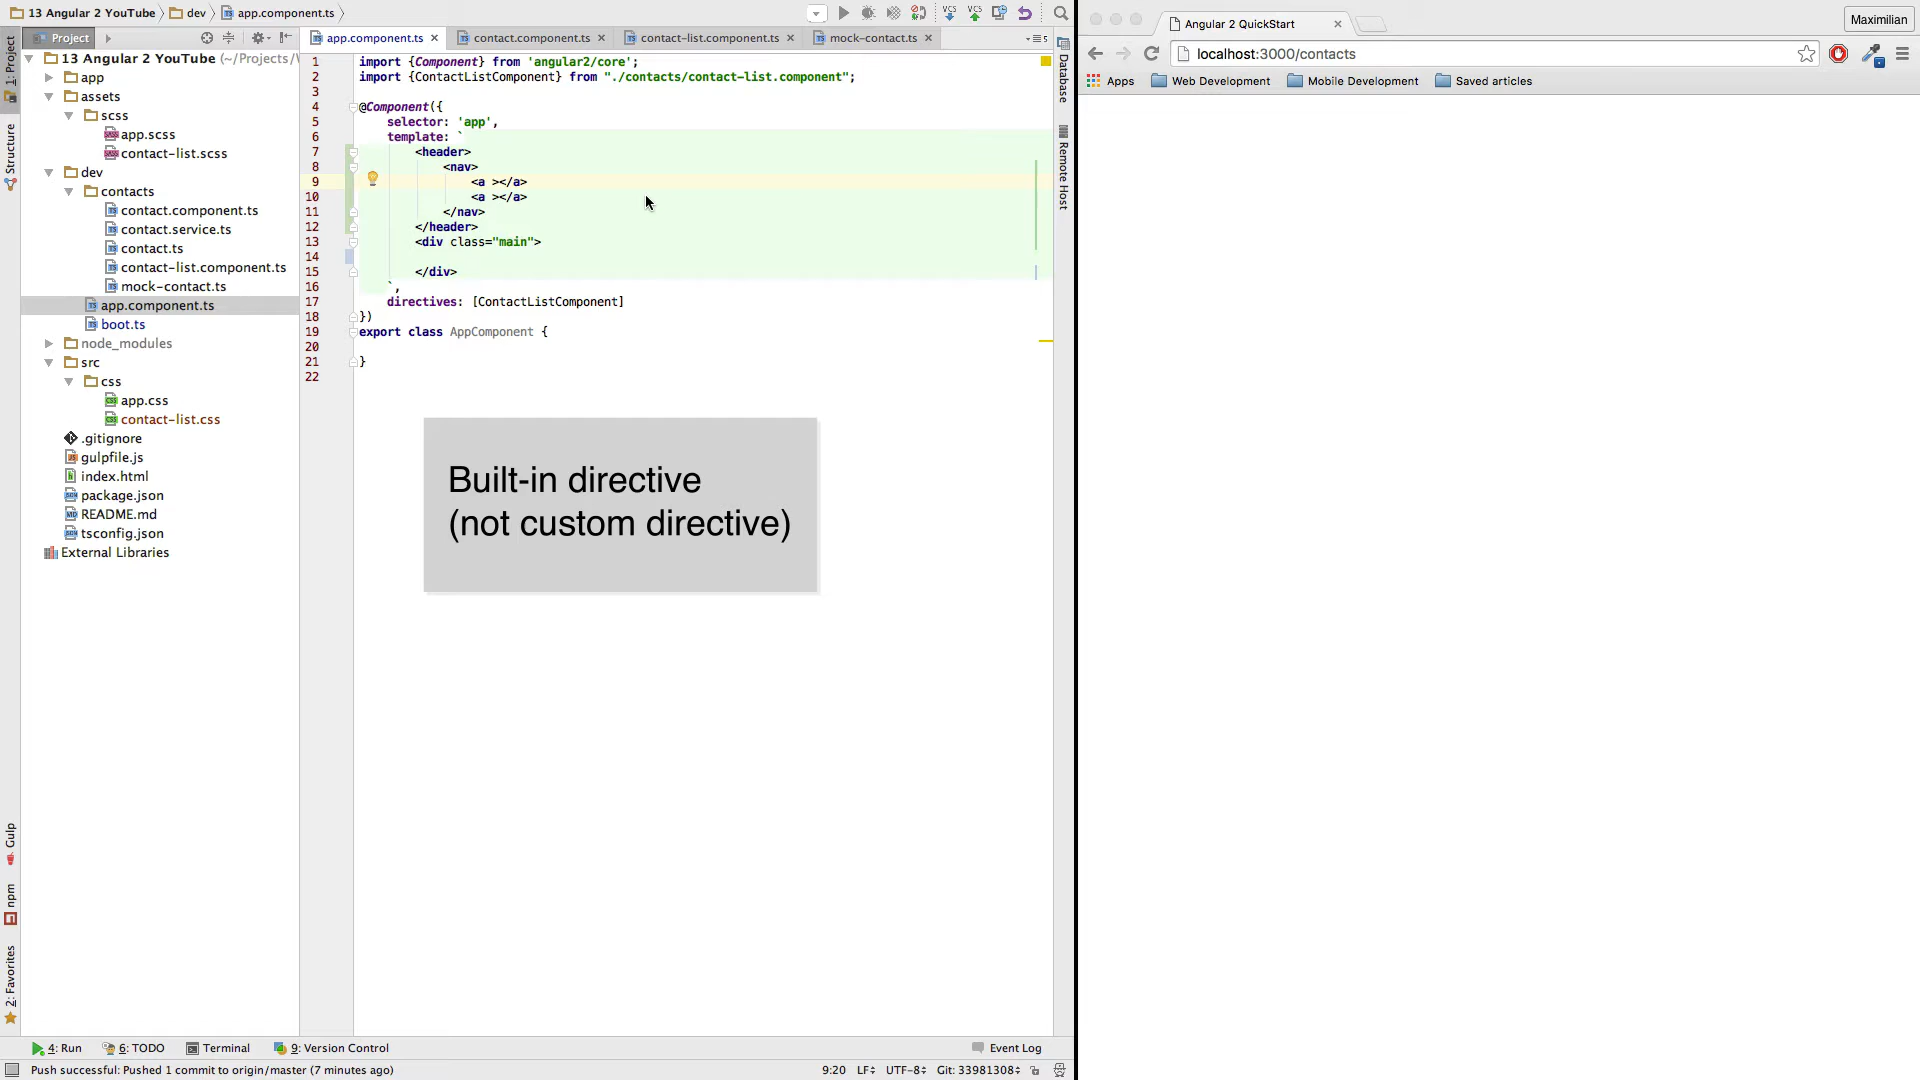 13 Angular 2 YouTube dev app.component.ts
Project
app.component.ts contact.component.ts contact-list.component.ts mock-contact.ts
13 Angular 2 YouTube (~/Projects/
app
assets
scss
app.scss
contact-list.scss
dev
contacts
contact.component.ts
contact.service.ts
contact.ts
contact-list.component.ts
mock-contact.ts
app.component.ts
boot.ts
node_modules
src
css
app.css
contact-list.css
.gitignore
gulpfile.js
index.html
package.json
README.md
tsconfig.json
External Libraries
1: Project
Structure
Gulp
npm
2: Favorites
1 import {Component} from 'angular2/core';
2 import {ContactListComponent} from "./contacts/contact-list.component";
3
4 @Component({
5 selector: 'app',
6 template: `
7 <header>
8 <nav>
9 <a ></a>
10 <a ></a>
11 </nav>
12 </header>
13 <div class="main">
14
15 </div>
16 `,
17 directives: [ContactListComponent]
18 })
19 export class AppComponent {
20
21 }
22
Built-in directive
(not custom directive)
Database
Remote Host
4: Run 6: TODO Terminal 9: Version Control Event Log
Push successful: Pushed 1 commit to origin/master (7 minutes ago) 9:20 LF UTF-8 Git: 33981308
Angular 2 QuickStart Maximilian
localhost:3000/contacts
Apps Web Development Mobile Development Saved articles